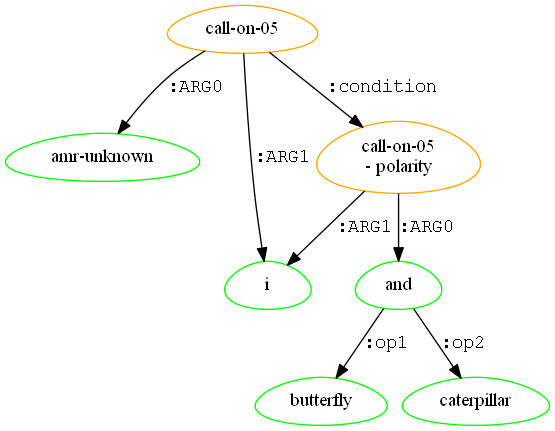 call-on-05
:ARG0
:condition
amr-unknown
:ARG1
call-on-05
- polarity
:ARG1
:ARG0
i
and
:op1
:op2
butterfly
caterpillar